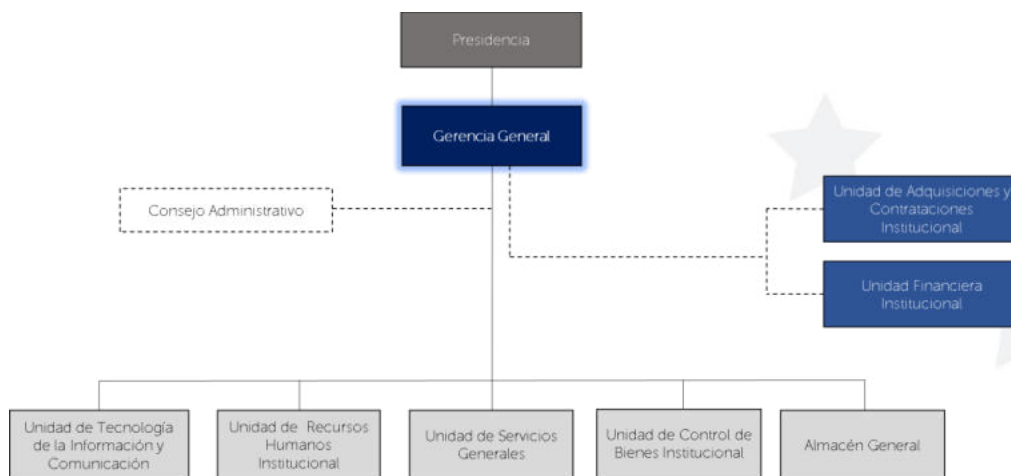 Presidencia
Gerencia General
Consejo Administrativo
Unidad de Adquisiciones y
Contrataciones
Institucional
Unidad Financiera
Institucional
Unidad de Tecnología
de la Información y
Comunicación
Unidad de Recursos
Humanos
Institucional
Unidad de Servicios
Generales
Unidad de Control de
Bienes Institucional
Almacén General